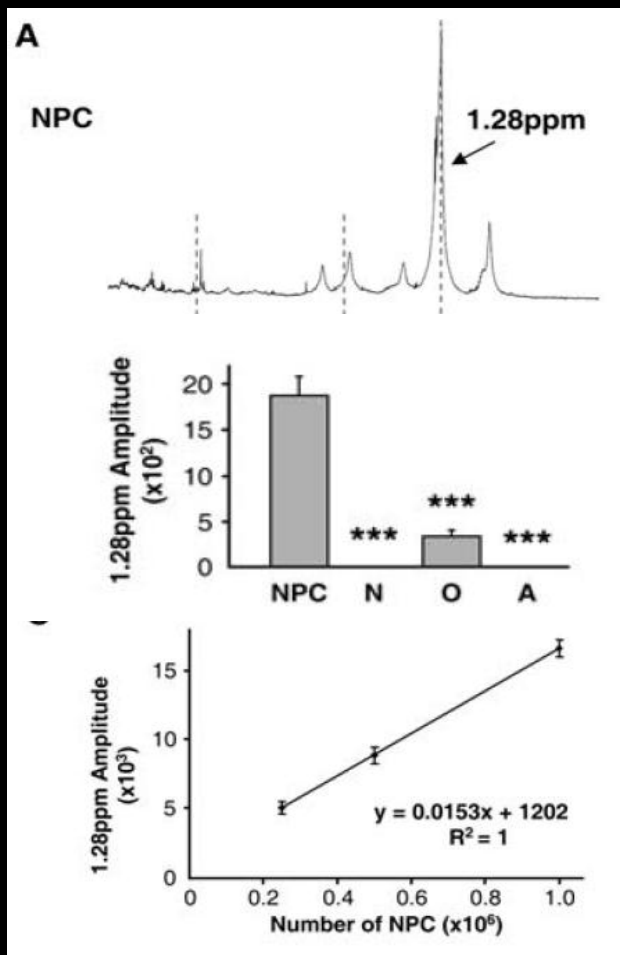 A
NPC
1.28ppm
1.28ppm Amplitude
(x10²)
20
15
10
5
0
***
***
***
NPC N O A
1.28ppm Amplitude
(x10³)
15
10
5
0
y = 0.0153x + 1202
R² = 1
0 0.2 0.4 0.6 0.8 1.0
Number of NPC (x10⁶)